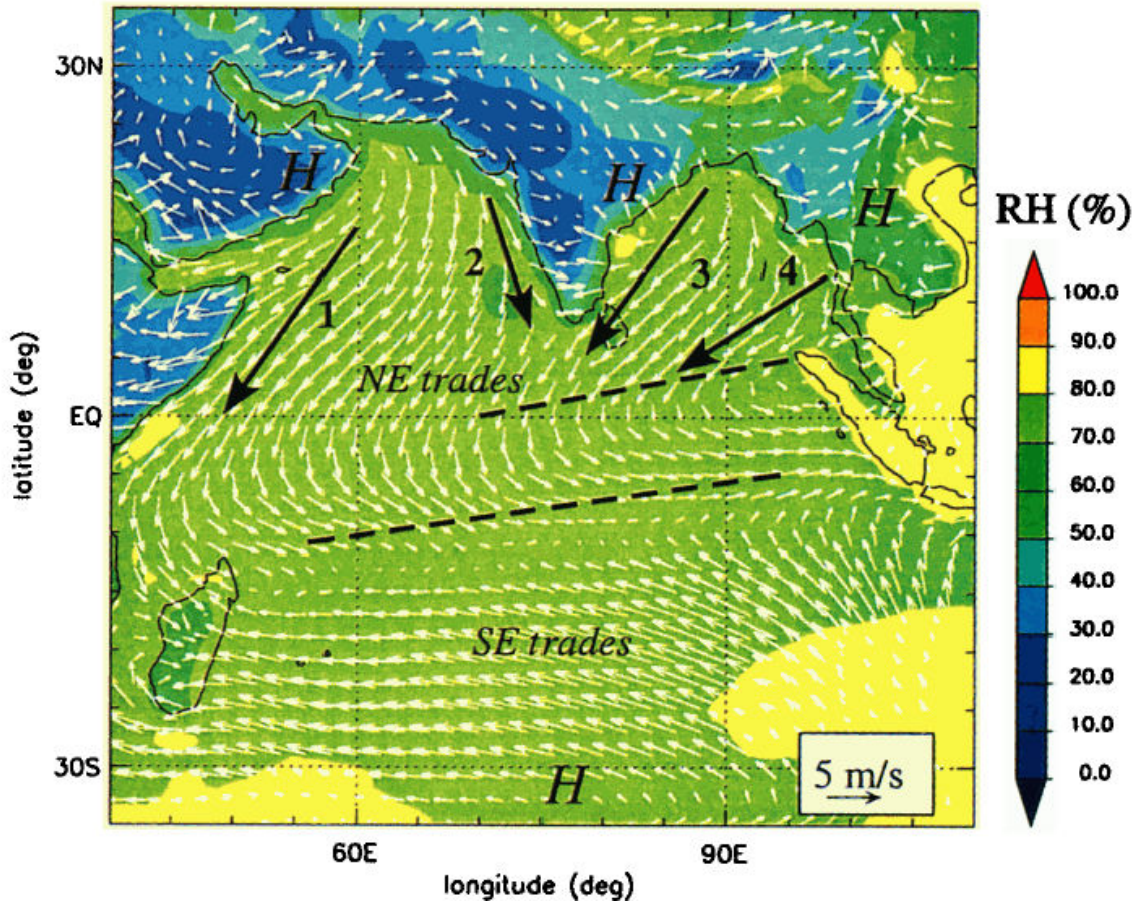 30N
EQ
30S
latitude (deg)
60E
90E
longitude (deg)
H
H
H
1
2
3
4
NE trades
SE trades
H
5 m/s
RH (%)
100.0
90.0
80.0
70.0
60.0
50.0
40.0
30.0
20.0
10.0
0.0